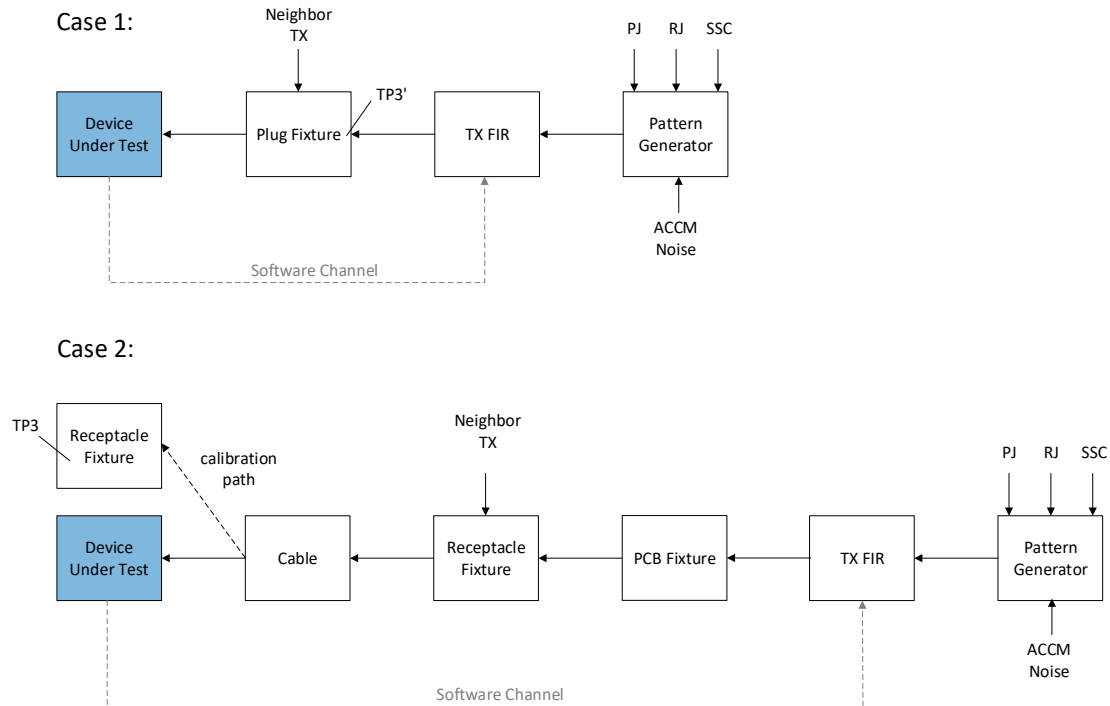 Case 1:
Neighbor
TX
PJ
RJ
SSC
TP3'
Device
Under Test
Plug Fixture
TX FIR
Pattern
Generator
ACCM
Noise
Software Channel
Case 2:
TP3
Receptacle
Fixture
calibration
path
Neighbor
TX
PJ
RJ
SSC
Device
Under Test
Cable
Receptacle
Fixture
PCB Fixture
TX FIR
Pattern
Generator
ACCM
Noise
Software Channel